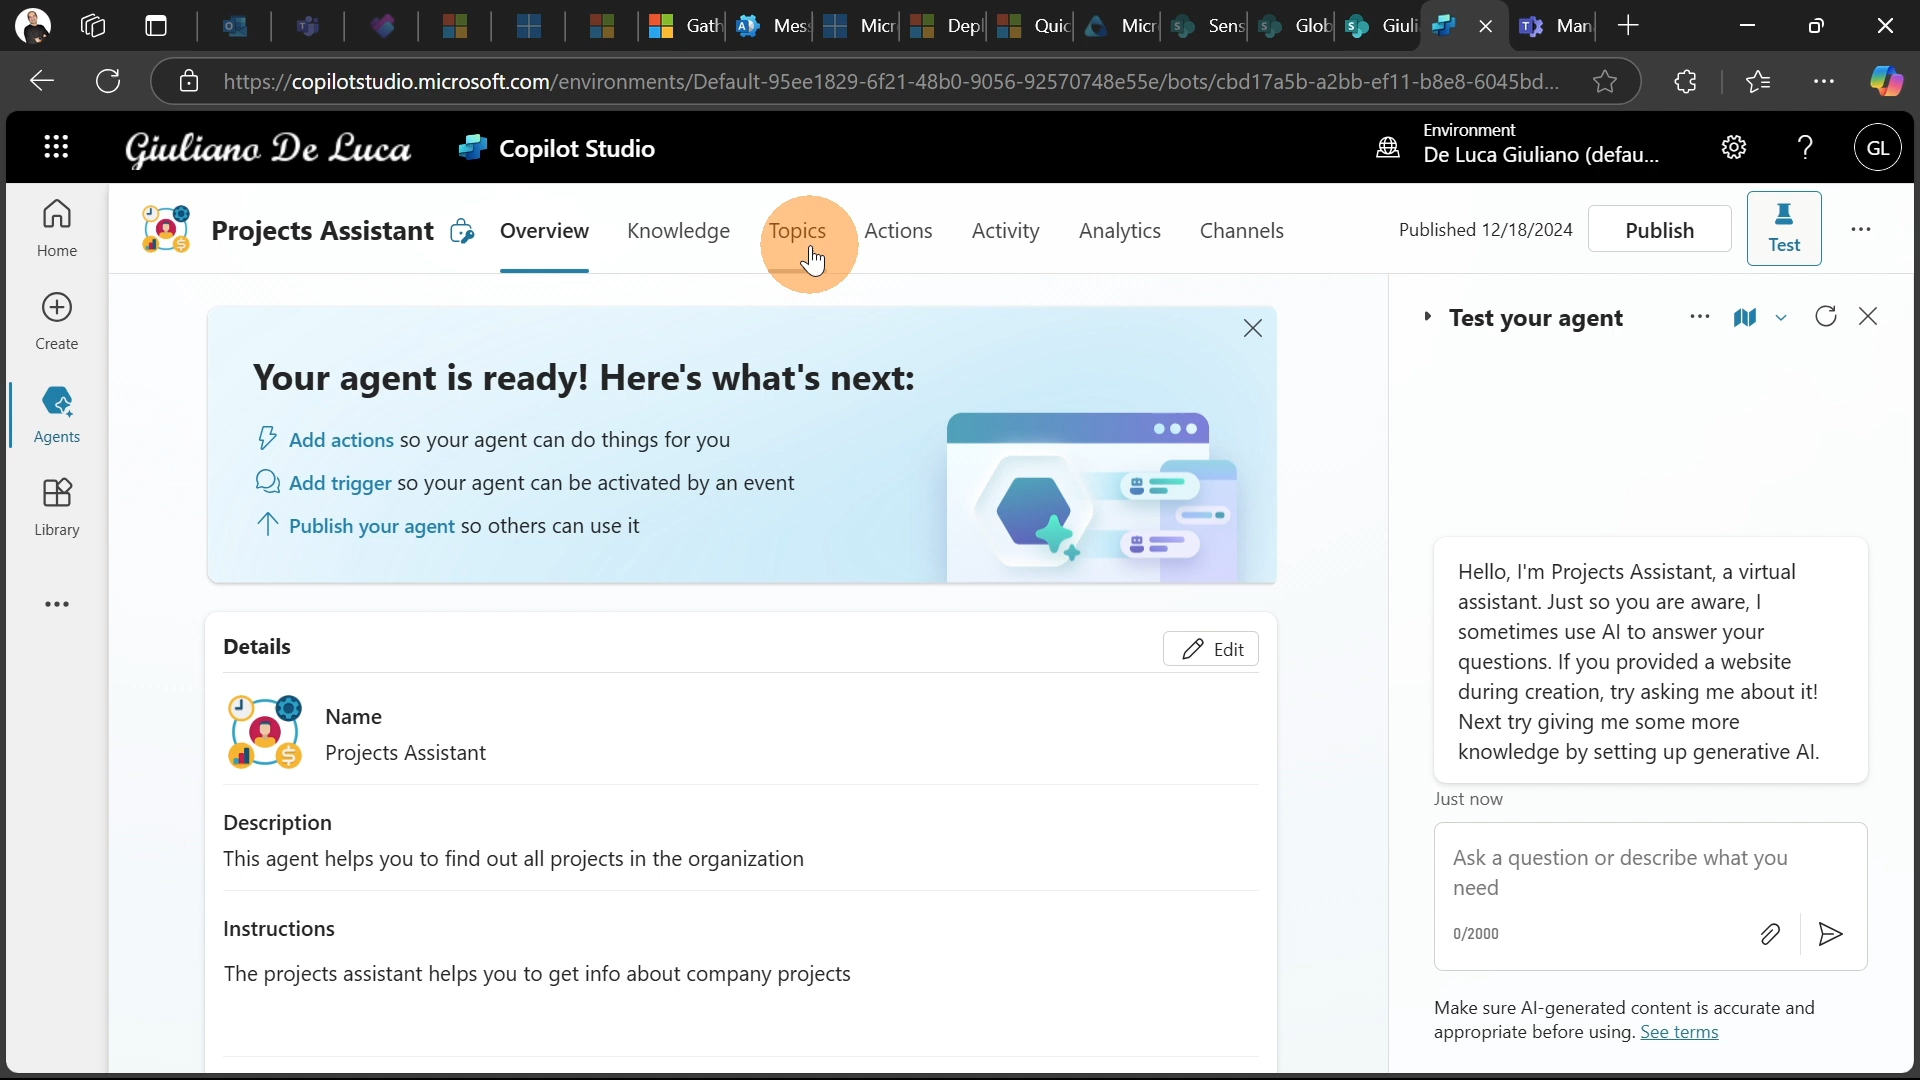 Gath
Mes
Micr
Depl
Quic
Micr
Sens
Glob
Giuli
Man
https://copilotstudio.microsoft.com/environments/Default-95ee1829-6f21-48b0-9056-92570748e55e/bots/cbd17a5b-a2bb-ef11-b8e8-6045bd...
Giuliano De Luca
Copilot Studio
Environment
De Luca Giuliano (defau...
GL
Home
Create
Agents
Library
Projects Assistant
Overview
Knowledge
Topics
Actions
Activity
Analytics
Channels
Published 12/18/2024
Publish
Test
Your agent is ready! Here's what's next:
Add actions so your agent can do things for you
Add trigger so your agent can be activated by an event
Publish your agent so others can use it
Details
Edit
Name
Projects Assistant
Description
This agent helps you to find out all projects in the organization
Instructions
The projects assistant helps you to get info about company projects
Test your agent
Hello, I'm Projects Assistant, a virtual
assistant. Just so you are aware, I
sometimes use AI to answer your
questions. If you provided a website
during creation, try asking me about it!
Next try giving me some more
knowledge by setting up generative AI.
Just now
Ask a question or describe what you
need
0/2000
Make sure AI-generated content is accurate and
appropriate before using. See terms